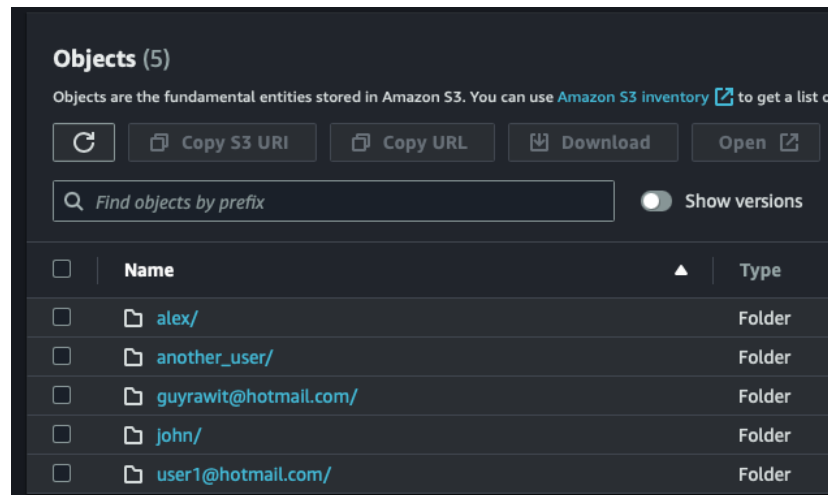 Objects (5)
Objects are the fundamental entities stored in Amazon S3. You can use Amazon S3 inventory to get a list
Copy S3 URI Copy URL Download Open
Find objects by prefix Show versions
Name Type
alex/ Folder
another_user/ Folder
guyrawit@hotmail.com/ Folder
john/ Folder
user1@hotmail.com/ Folder